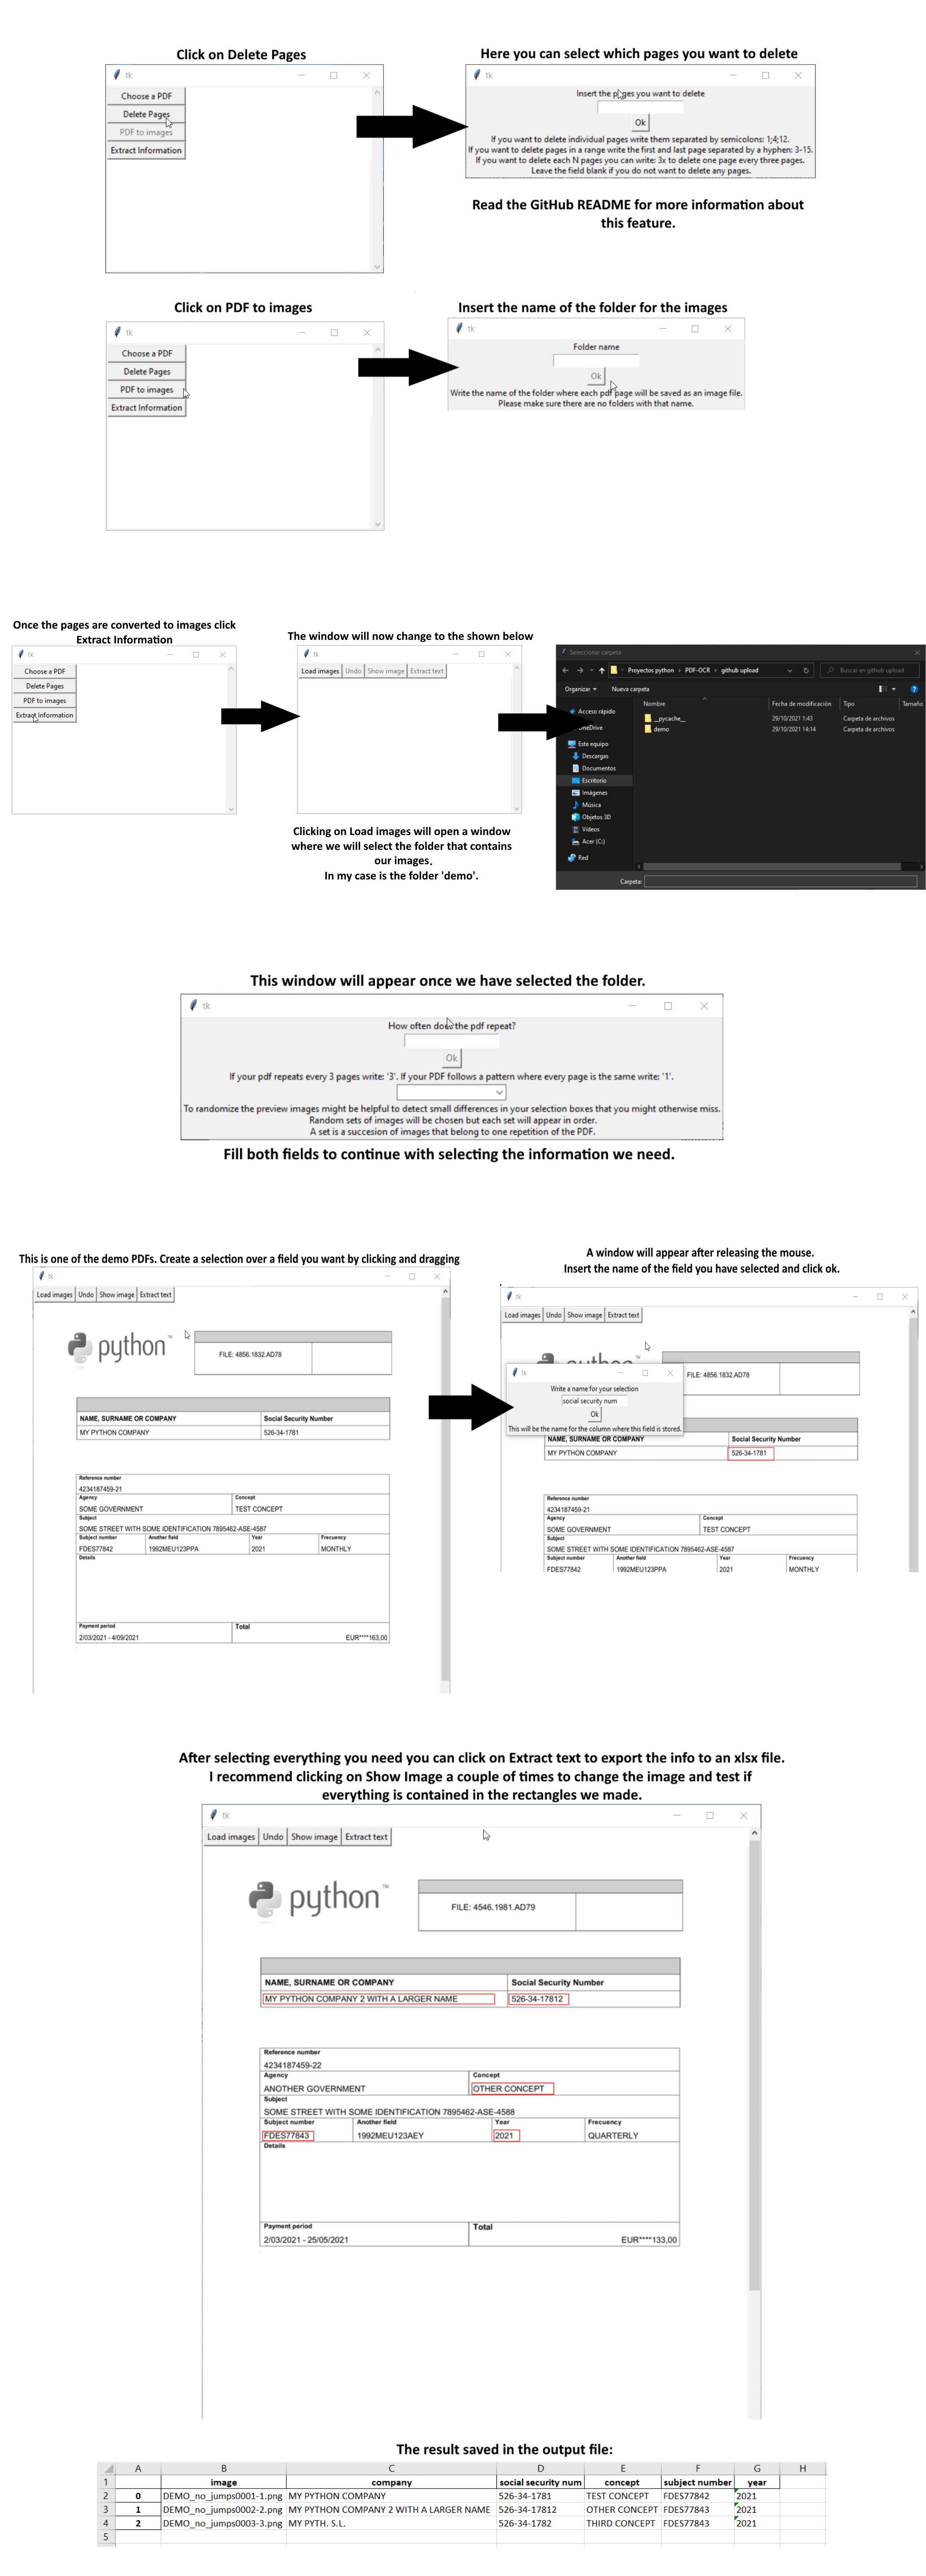 Click on Delete Pages
tk
Choose a PDF
Delete Pages
PDF to images
Extract Information
Here you can select which pages you want to delete
tk
Insert the pages you want to delete
Ok
If you want to delete individual pages write them separated by semicolons: 1;4;12.
If you want to delete pages in a range write the first and last page separated by a hyphen: 3-15.
If you want to delete each N pages you can write: 3x to delete one page every three pages.
Leave the field blank if you do not want to delete any pages.
Read the GitHub README for more information about
this feature.
Click on PDF to images
tk
Choose a PDF
Delete Pages
PDF to images
Extract Information
Insert the name of the folder for the images
tk
Folder name
Ok
Write the name of the folder where each pdf page will be saved as an image file.
Please make sure there are no folders with that name.
Once the pages are converted to images click
Extract Information
tk
Choose a PDF
Delete Pages
PDF to images
Extract Information
The window will now change to the shown below
tk
Load images Undo Show image Extract text
Clicking on Load images will open a window
where we will select the folder that contains
our images.
In my case is the folder 'demo'.
Seleccionar carpeta
« Proyectos python › PDF-OCR › github upload
Buscar en github upload
Organizar Nueva carpeta
Nombre Fecha de modificación Tipo Tamaño
__pycache__ 29/10/2021 1:43 Carpeta de archivos
demo 29/10/2021 14:14 Carpeta de archivos
Acceso rápido
OneDrive
Este equipo
Descargas
Documentos
Escritorio
Imágenes
Música
Objetos 3D
Vídeos
Acer (C:)
Red
Carpeta:
This window will appear once we have selected the folder.
tk
How often does the pdf repeat?
Ok
If your pdf repeats every 3 pages write: '3'. If your PDF follows a pattern where every page is the same write: '1'.
To randomize the preview images might be helpful to detect small differences in your selection boxes that you might otherwise miss.
Random sets of images will be chosen but each set will appear in order.
A set is a succesion of images that belong to one repetition of the PDF.
Fill both fields to continue with selecting the information we need.
This is one of the demo PDFs. Create a selection over a field you want by clicking and dragging
tk
Load images Undo Show image Extract text
python™
FILE: 4856.1832.AD78
NAME, SURNAME OR COMPANY Social Security Number
MY PYTHON COMPANY 526-34-1781
Reference number
4234187459-21
Agency Concept
SOME GOVERNMENT TEST CONCEPT
Subject
SOME STREET WITH SOME IDENTIFICATION 7895462-ASE-4587
Subject number Another field Year Frecuency
FDES77842 1992MEU123PPA 2021 MONTHLY
Details
Payment period Total
2/03/2021 - 4/09/2021 EUR****163,00
A window will appear after releasing the mouse.
Insert the name of the field you have selected and click ok.
tk
Load images Undo Show image Extract text
python™
FILE: 4856.1832.AD78
tk
Write a name for your selection
social security num
Ok
This will be the name for the column where this field is stored.
NAME, SURNAME OR COMPANY Social Security Number
MY PYTHON COMPANY 526-34-1781
Reference number
4234187459-21
Agency Concept
SOME GOVERNMENT TEST CONCEPT
Subject
SOME STREET WITH SOME IDENTIFICATION 7895462-ASE-4587
Subject number Another field Year Frecuency
FDES77842 1992MEU123PPA 2021 MONTHLY
After selecting everything you need you can click on Extract text to export the info to an xlsx file.
I recommend clicking on Show Image a couple of times to change the image and test if
everything is contained in the rectangles we made.
tk
Load images Undo Show image Extract text
python™
FILE: 4546.1981.AD79
NAME, SURNAME OR COMPANY Social Security Number
MY PYTHON COMPANY 2 WITH A LARGER NAME 526-34-17812
Reference number
4234187459-22
Agency Concept
ANOTHER GOVERNMENT OTHER CONCEPT
Subject
SOME STREET WITH SOME IDENTIFICATION 7895462-ASE-4588
Subject number Another field Year Frecuency
FDES77843 1992MEU123AEY 2021 QUARTERLY
Details
Payment period Total
2/03/2021 - 25/05/2021 EUR****133,00
The result saved in the output file:
A B C D E F G H
1 image company social security num concept subject number year
2 0 DEMO_no_jumps0001-1.png MY PYTHON COMPANY 526-34-1781 TEST CONCEPT FDES77842 2021
3 1 DEMO_no_jumps0002-2.png MY PYTHON COMPANY 2 WITH A LARGER NAME 526-34-17812 OTHER CONCEPT FDES77843 2021
4 2 DEMO_no_jumps0003-3.png MY PYTH. S.L. 526-34-1782 THIRD CONCEPT FDES77843 2021
5